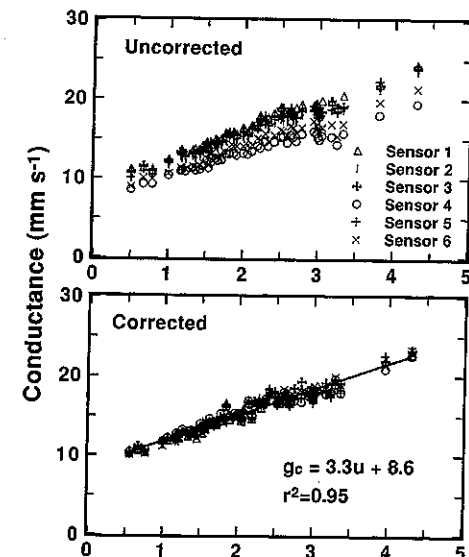 Uncorrected
30
20
10
0
Sensor 1
Sensor 2
Sensor 3
Sensor 4
Sensor 5
Sensor 6
0 1 2 3 4 5
Conductance (mm s⁻¹)
Corrected
30
20
10
0
gc = 3.3u + 8.6
r²=0.95
0 1 2 3 4 5